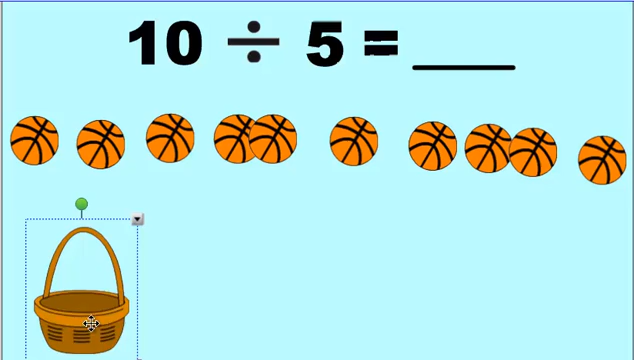 10 ÷ 5 = ____